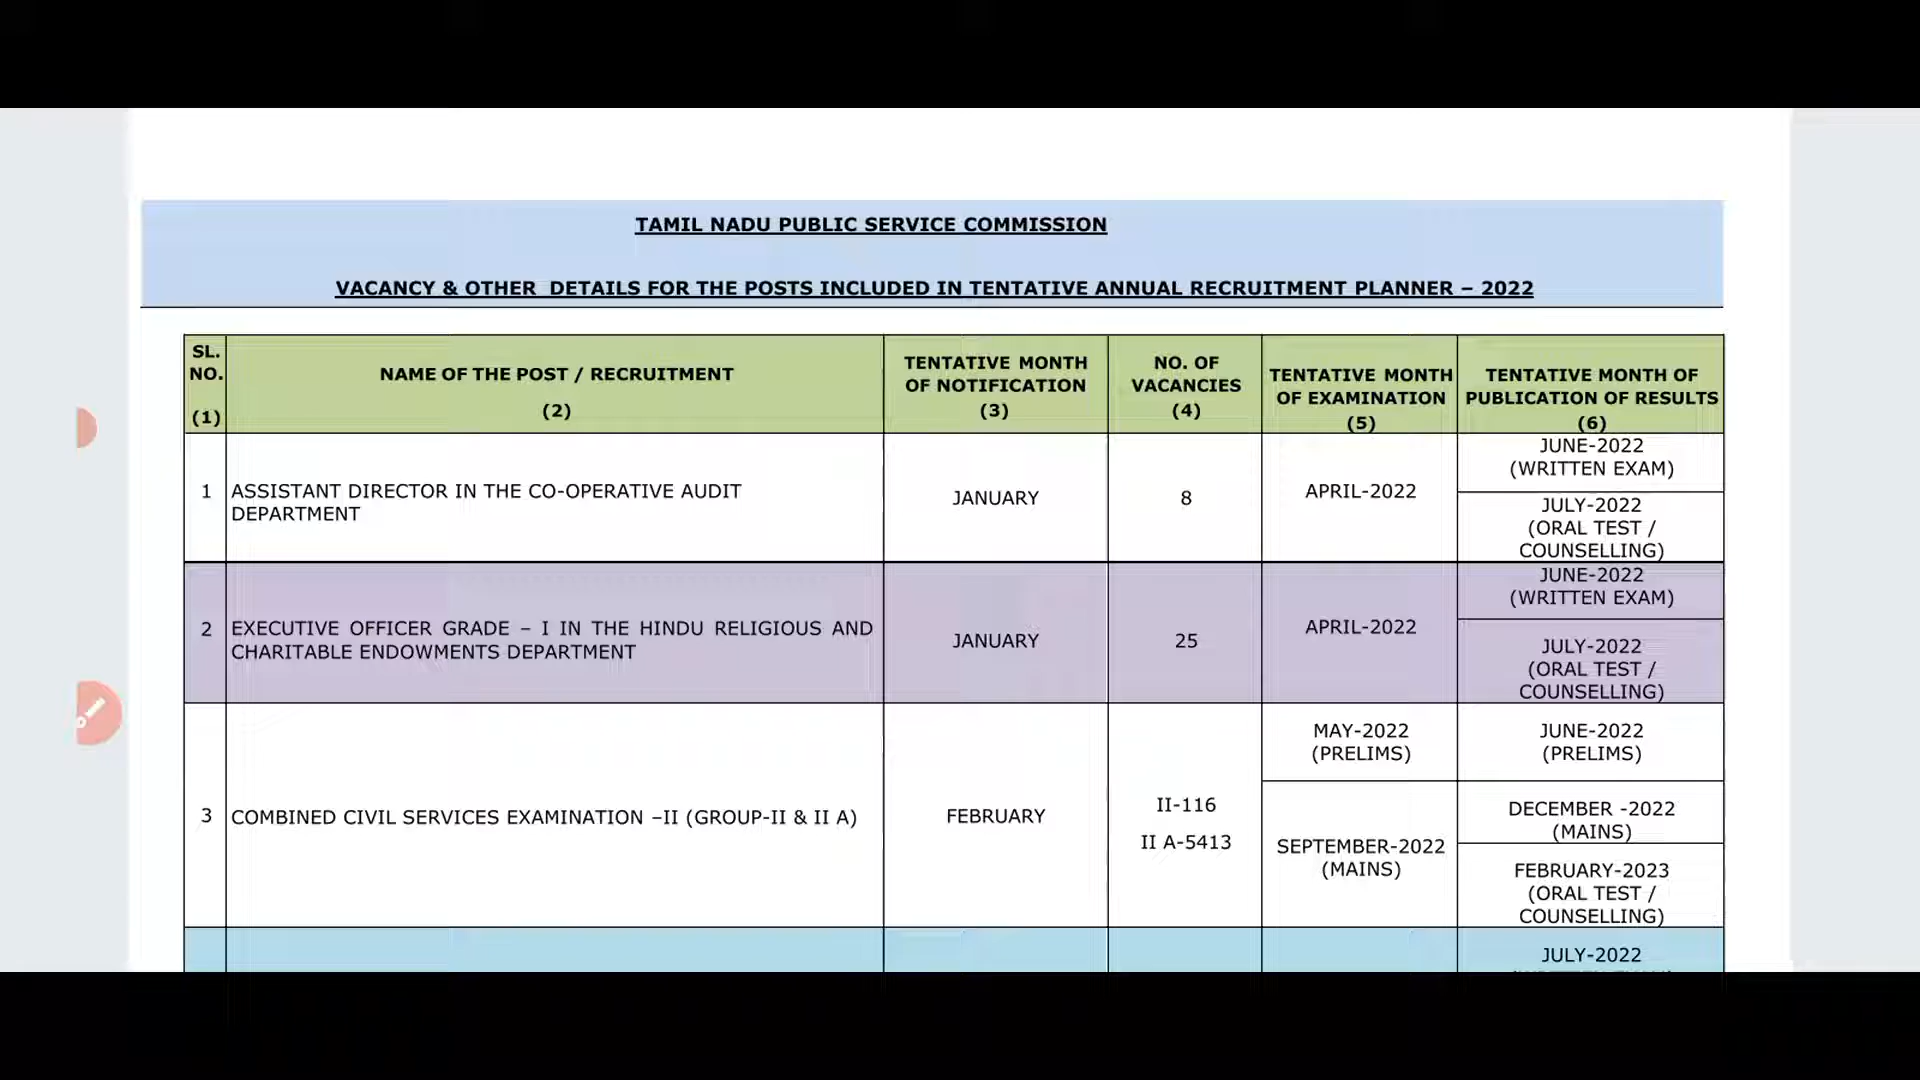 TAMIL NADU PUBLIC SERVICE COMMISSION
VACANCY & OTHER DETAILS FOR THE POSTS INCLUDED IN TENTATIVE ANNUAL RECRUITMENT PLANNER – 2022
SL.
NO.
(1)
NAME OF THE POST / RECRUITMENT
(2)
TENTATIVE MONTH
OF NOTIFICATION
(3)
NO. OF
VACANCIES
(4)
TENTATIVE MONTH
OF EXAMINATION
(5)
TENTATIVE MONTH OF
PUBLICATION OF RESULTS
(6)
1
ASSISTANT DIRECTOR IN THE CO-OPERATIVE AUDIT
DEPARTMENT
JANUARY
8
APRIL-2022
JUNE-2022
(WRITTEN EXAM)
JULY-2022
(ORAL TEST /
COUNSELLING)
2
EXECUTIVE OFFICER GRADE – I IN THE HINDU RELIGIOUS AND
CHARITABLE ENDOWMENTS DEPARTMENT
JANUARY
25
APRIL-2022
JUNE-2022
(WRITTEN EXAM)
JULY-2022
(ORAL TEST /
COUNSELLING)
3
COMBINED CIVIL SERVICES EXAMINATION –II (GROUP-II & II A)
FEBRUARY
II-116
II A-5413
MAY-2022
(PRELIMS)
SEPTEMBER-2022
(MAINS)
JUNE-2022
(PRELIMS)
DECEMBER -2022
(MAINS)
FEBRUARY-2023
(ORAL TEST /
COUNSELLING)
JULY-2022